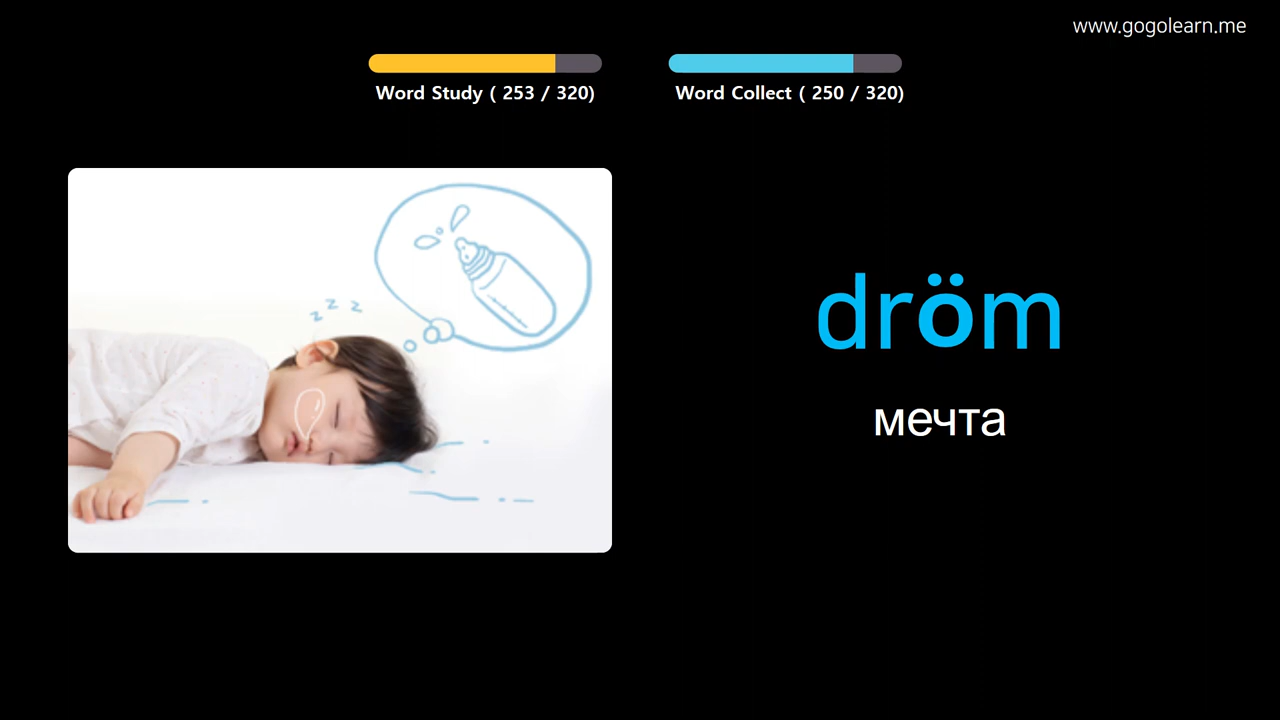 www.gogolearn.me
Word Study ( 253 / 320)
Word Collect ( 250 / 320)
z z z
dröm
мечта